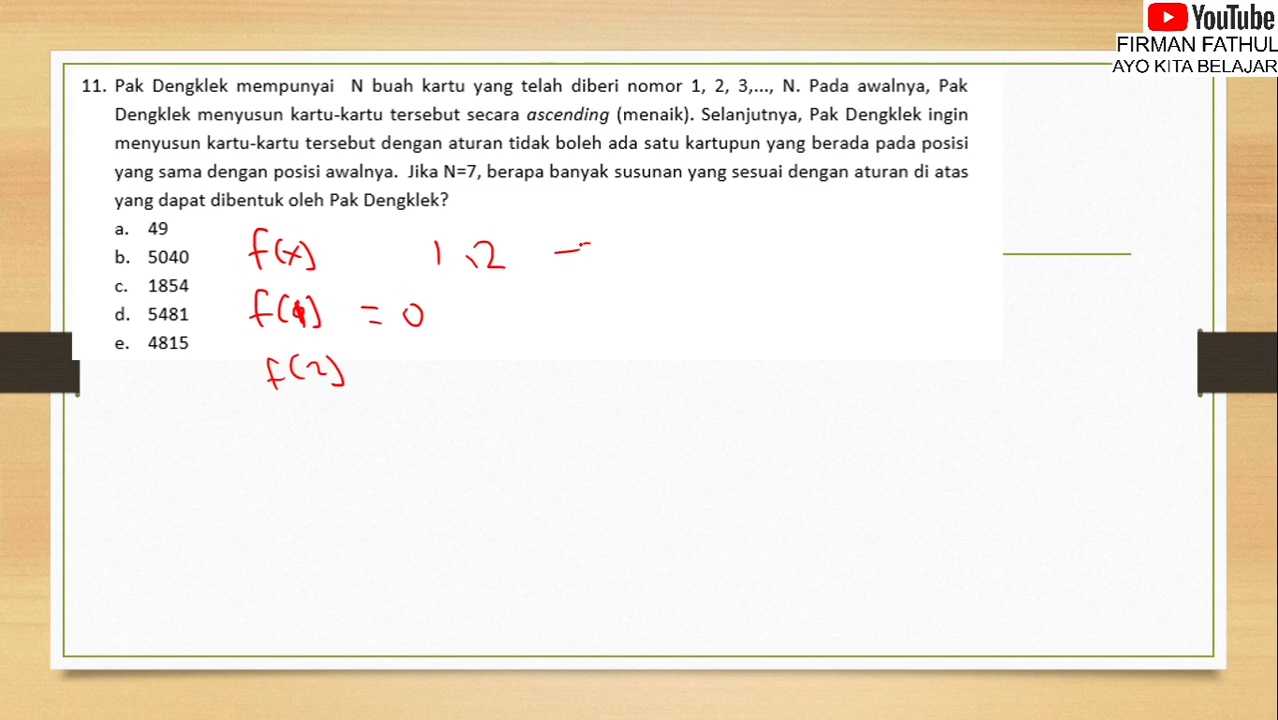 YouTube
FIRMAN FATHUL
AYO KITA BELAJAR
11. Pak Dengklek mempunyai N buah kartu yang telah diberi nomor 1, 2, 3,..., N. Pada awalnya, Pak
Dengklek menyusun kartu-kartu tersebut secara ascending (menaik). Selanjutnya, Pak Dengklek ingin
menyusun kartu-kartu tersebut dengan aturan tidak boleh ada satu kartupun yang berada pada posisi
yang sama dengan posisi awalnya. Jika N=7, berapa banyak susunan yang sesuai dengan aturan di atas
yang dapat dibentuk oleh Pak Dengklek?
a. 49
b. 5040
c. 1854
d. 5481
e. 4815
f(x) 1,2 —
f(1) = 0
f(2)